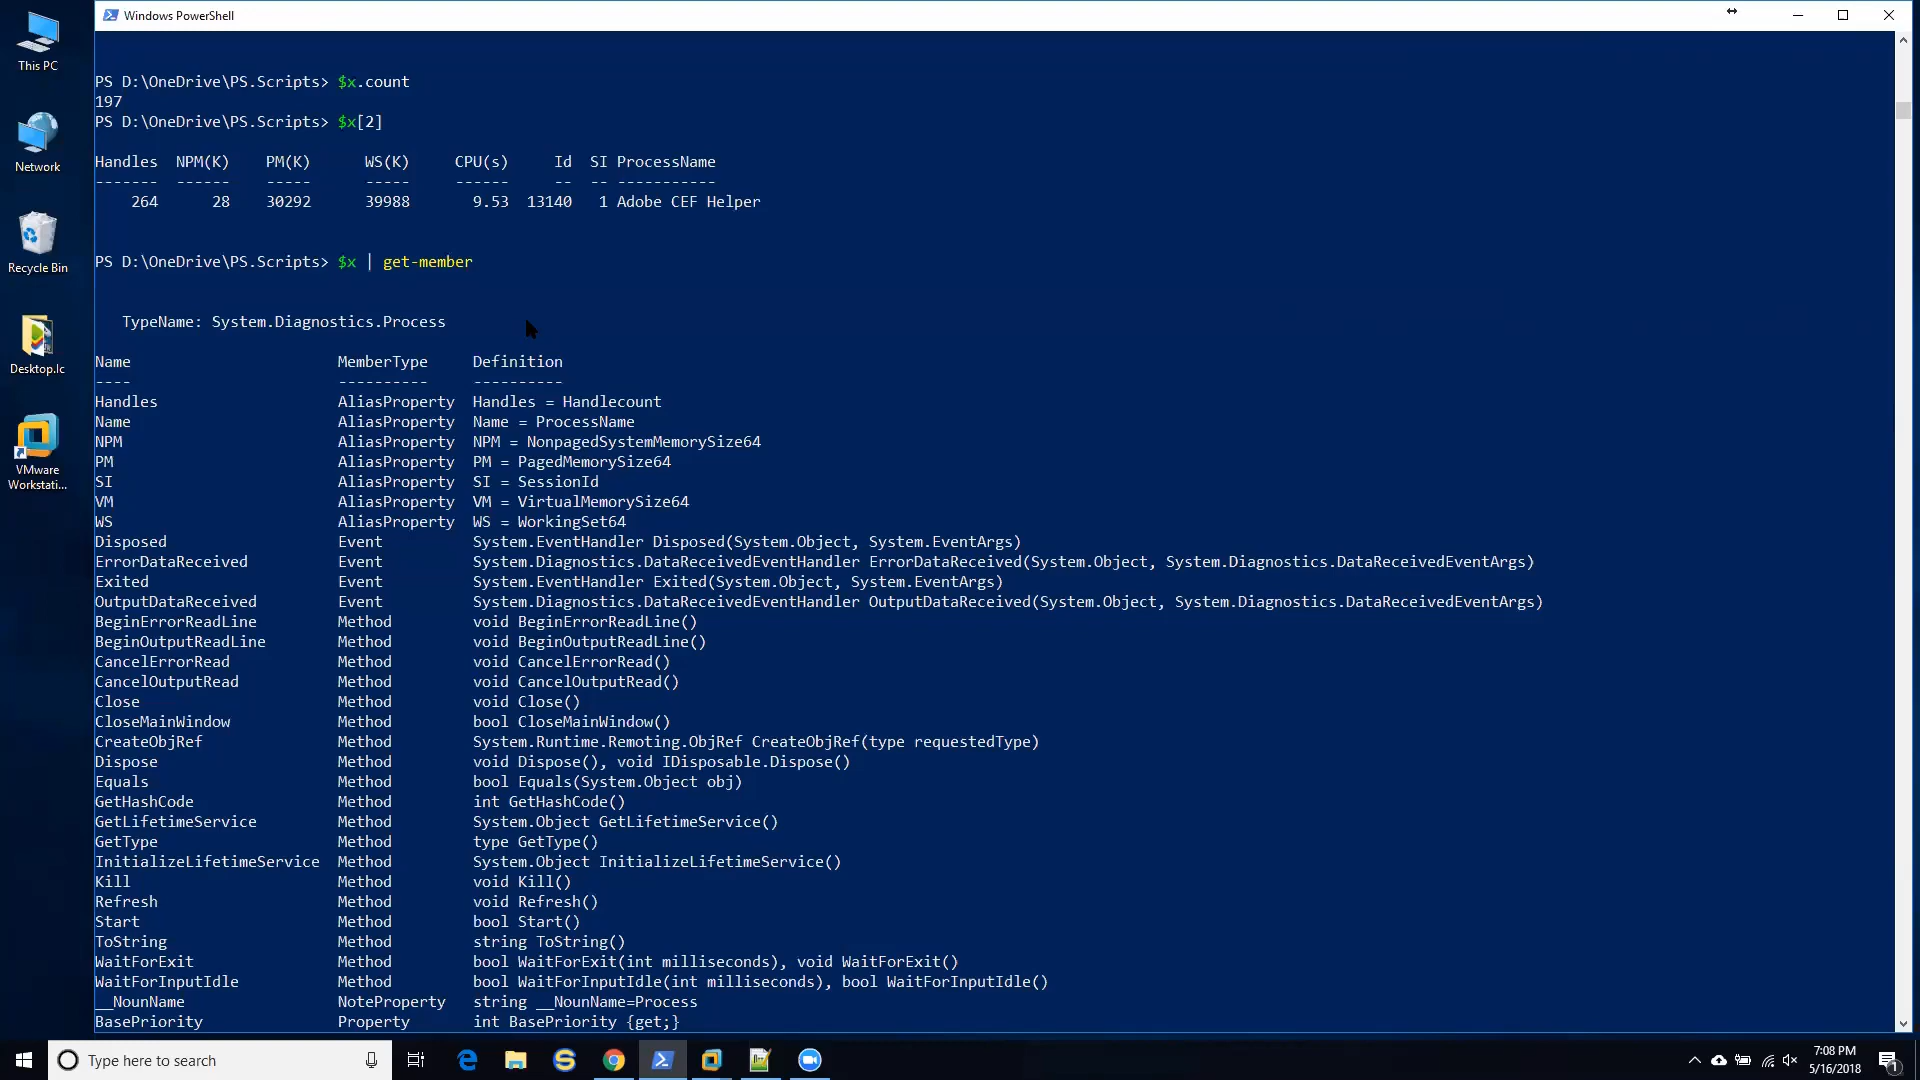 Windows PowerShell
This PC
Network
Recycle Bin
Desktop.Ic
VMware
Workstati...
PS D:\OneDrive\PS.Scripts> $x.count
197
PS D:\OneDrive\PS.Scripts> $x[2]
Handles  NPM(K)    PM(K)      WS(K)     CPU(s)     Id  SI ProcessName
-------  ------    -----      -----     ------     --  -- -----------
    264      28    30292      39988       9.53  13140   1 Adobe CEF Helper
PS D:\OneDrive\PS.Scripts> $x | get-member
   TypeName: System.Diagnostics.Process
Name                       MemberType     Definition
----                       ----------     ----------
Handles                    AliasProperty  Handles = Handlecount
Name                       AliasProperty  Name = ProcessName
NPM                        AliasProperty  NPM = NonpagedSystemMemorySize64
PM                         AliasProperty  PM = PagedMemorySize64
SI                         AliasProperty  SI = SessionId
VM                         AliasProperty  VM = VirtualMemorySize64
WS                         AliasProperty  WS = WorkingSet64
Disposed                   Event          System.EventHandler Disposed(System.Object, System.EventArgs)
ErrorDataReceived          Event          System.Diagnostics.DataReceivedEventHandler ErrorDataReceived(System.Object, System.Diagnostics.DataReceivedEventArgs)
Exited                     Event          System.EventHandler Exited(System.Object, System.EventArgs)
OutputDataReceived         Event          System.Diagnostics.DataReceivedEventHandler OutputDataReceived(System.Object, System.Diagnostics.DataReceivedEventArgs)
BeginErrorReadLine         Method         void BeginErrorReadLine()
BeginOutputReadLine        Method         void BeginOutputReadLine()
CancelErrorRead            Method         void CancelErrorRead()
CancelOutputRead           Method         void CancelOutputRead()
Close                      Method         void Close()
CloseMainWindow            Method         bool CloseMainWindow()
CreateObjRef               Method         System.Runtime.Remoting.ObjRef CreateObjRef(type requestedType)
Dispose                    Method         void Dispose(), void IDisposable.Dispose()
Equals                     Method         bool Equals(System.Object obj)
GetHashCode                Method         int GetHashCode()
GetLifetimeService         Method         System.Object GetLifetimeService()
GetType                    Method         type GetType()
InitializeLifetimeService  Method         System.Object InitializeLifetimeService()
Kill                       Method         void Kill()
Refresh                    Method         void Refresh()
Start                      Method         bool Start()
ToString                   Method         string ToString()
WaitForExit                Method         bool WaitForExit(int milliseconds), void WaitForExit()
WaitForInputIdle           Method         bool WaitForInputIdle(int milliseconds), bool WaitForInputIdle()
__NounName                 NoteProperty   string __NounName=Process
BasePriority               Property       int BasePriority {get;}
Type here to search
7:08 PM
5/16/2018
1